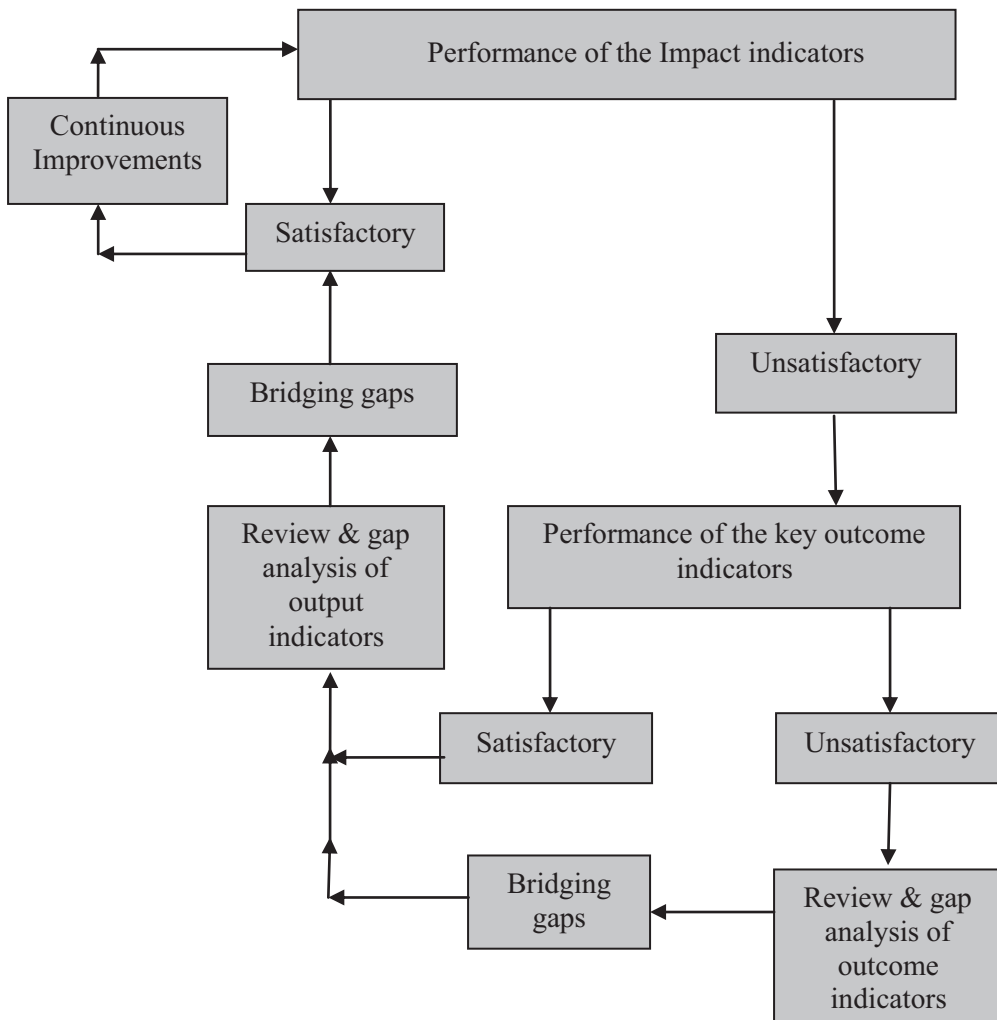 Performance of the Impact indicators
Continuous
Improvements
Satisfactory
Unsatisfactory
Bridging gaps
Review & gap
analysis of
output
indicators
Performance of the key outcome
indicators
Satisfactory
Unsatisfactory
Bridging
gaps
Review & gap
analysis of
outcome
indicators